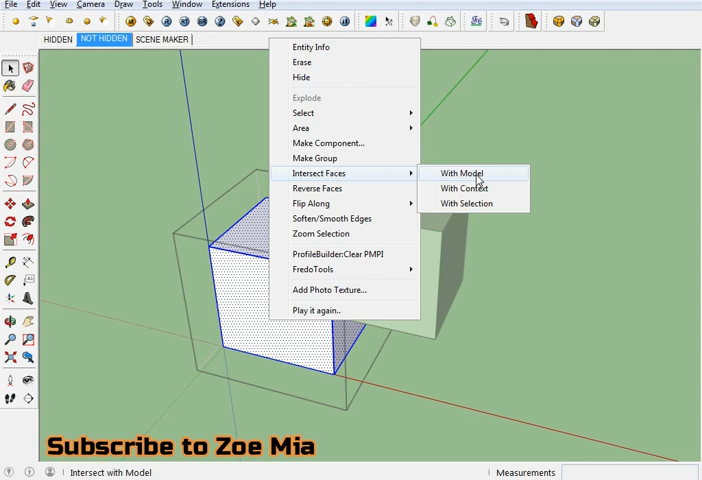 File Edit View Camera Draw Tools Window Extensions Help
HIDDEN NOT HIDDEN SCENE MAKER
Entity Info
Erase
Hide
Explode
Select
Area
Make Component...
Make Group
Intersect Faces
With Model
Reverse Faces
With Context
Flip Along
With Selection
Soften/Smooth Edges
Zoom Selection
ProfileBuilder:Clear PMPI
FredoTools
Add Photo Texture...
Play it again..
Subscribe to Zoe Mia
Intersect with Model
Measurements